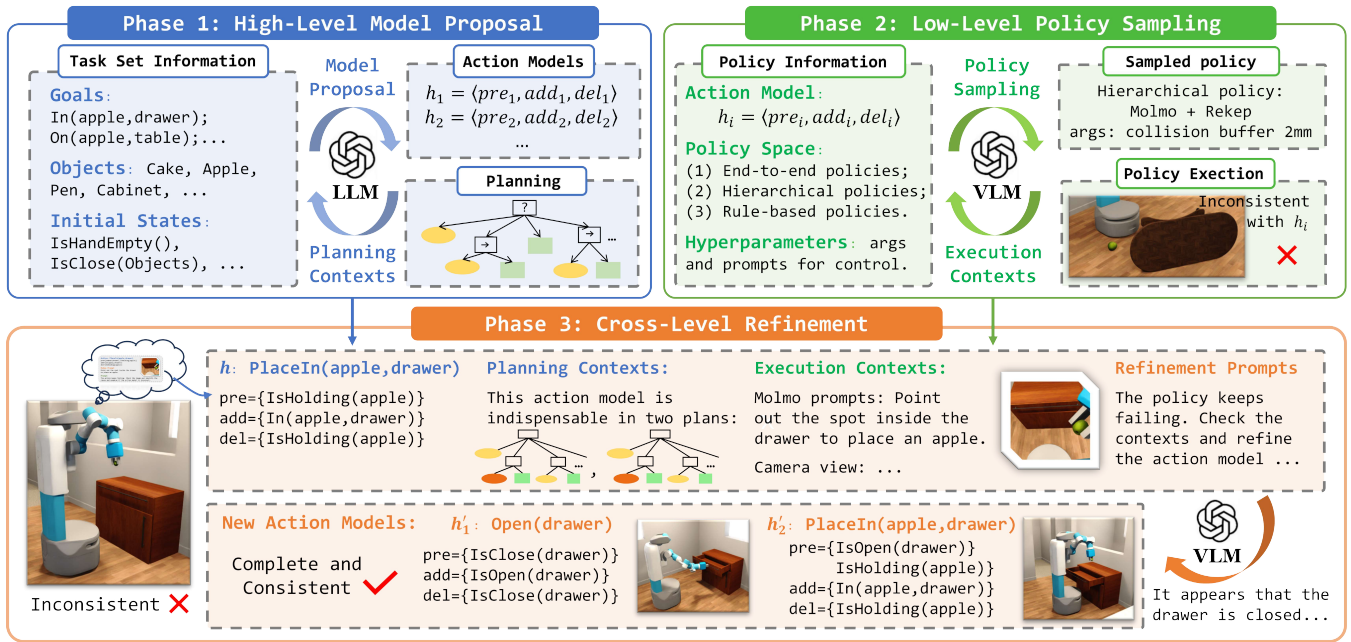 Phase 1: High-Level Model Proposal
Task Set Information
Goals:
In(apple,drawer);
On(apple,table);...
Objects: Cake, Apple,
Pen, Cabinet, ...
Initial States:
IsHandEmpty(),
IsClose(Objects), ...
Model
Proposal
LLM
Planning
Contexts
Action Models
h₁ = ⟨pre₁, add₁, del₁⟩
h₂ = ⟨pre₂, add₂, del₂⟩
...
Planning
?
→
→
...
Phase 2: Low-Level Policy Sampling
Policy Information
Action Model:
hᵢ = ⟨preᵢ, addᵢ, delᵢ⟩
Policy Space:
(1) End-to-end policies;
(2) Hierarchical policies;
(3) Rule-based policies.
Hyperparameters: args
and prompts for control.
Policy
Sampling
VLM
Execution
Contexts
Sampled policy
Hierarchical policy:
Molmo + Rekep
args: collision buffer 2mm
Policy Exection
Inconsistent
with hᵢ
Phase 3: Cross-Level Refinement
Inconsistent
h: PlaceIn(apple,drawer)
pre={IsHolding(apple)}
add={In(apple,drawer)}
del={IsHolding(apple)}
Planning Contexts:
This action model is
indispensable in two plans:
... , ...
Execution Contexts:
Molmo prompts: Point
out the spot inside the
drawer to place an apple.
Camera view: ...
Refinement Prompts
The policy keeps
failing. Check the
contexts and refine
the action model ...
New Action Models:
Complete and
Consistent
h′₁: Open(drawer)
pre={IsClose(drawer)}
add={IsOpen(drawer)}
del={IsClose(drawer)}
h′₂: PlaceIn(apple,drawer)
pre={IsOpen(drawer)
IsHolding(apple)}
add={In(apple,drawer)}
del={IsHolding(apple)}
VLM
It appears that the
drawer is closed...